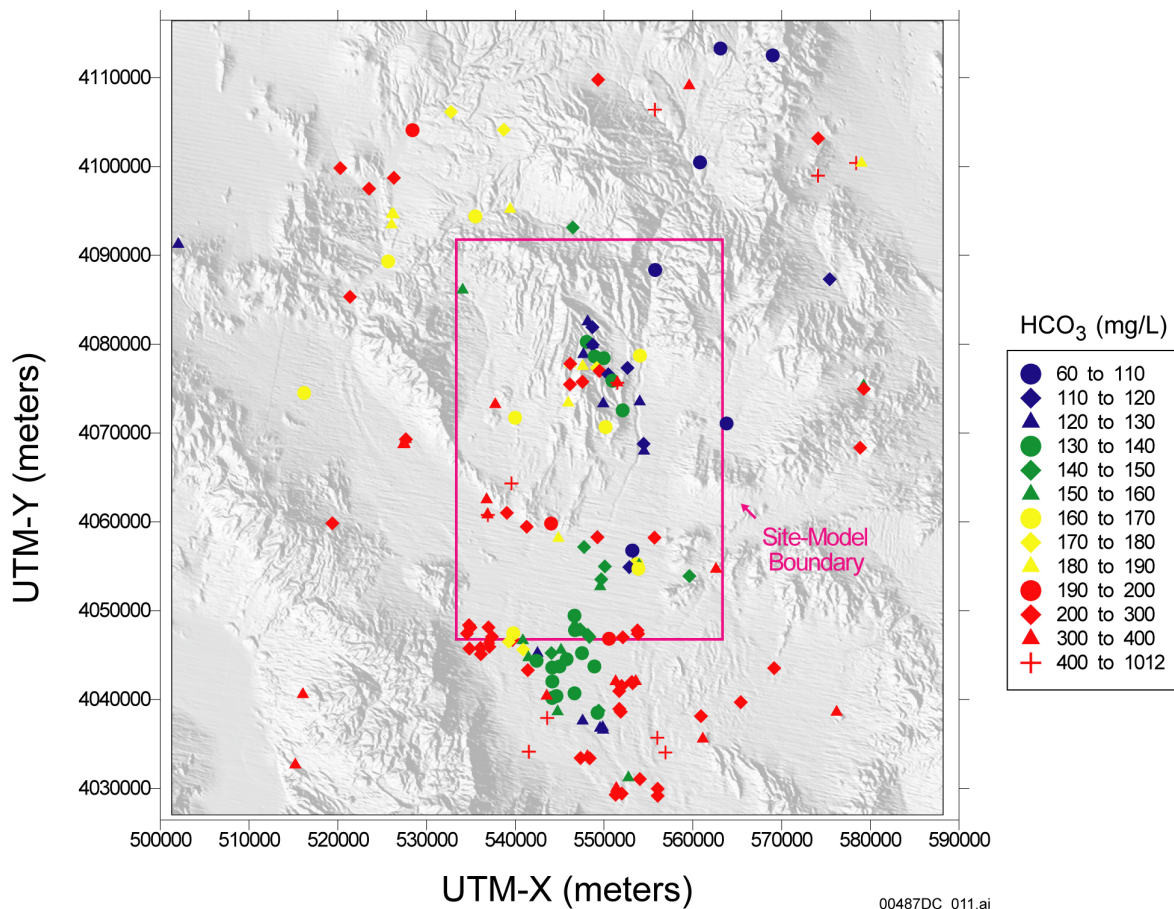 4110000
4100000
4090000
4080000
4070000
4060000
4050000
4040000
4030000
UTM-Y (meters)
Site-Model
Boundary
500000 510000 520000 530000 540000 550000 560000 570000 580000 590000
UTM-X (meters)
HCO₃ (mg/L)
60 to 110
110 to 120
120 to 130
130 to 140
140 to 150
150 to 160
160 to 170
170 to 180
180 to 190
190 to 200
200 to 300
300 to 400
400 to 1012
00487DC_011.ai